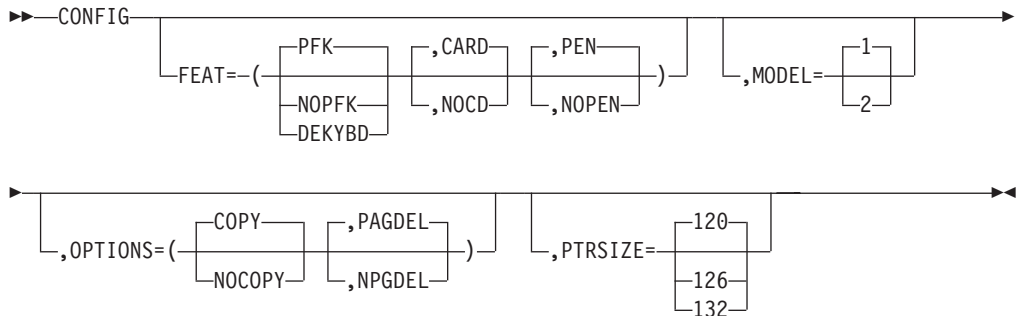 CONFIG
FEAT=(PFK ,CARD ,PEN ) ,MODEL=1
NOPFK ,NOCD ,NOPEN 2
DEKYBD
,OPTIONS=(COPY ,PAGDEL ) ,PTRSIZE=120
NOCOPY ,NPGDEL 126
132